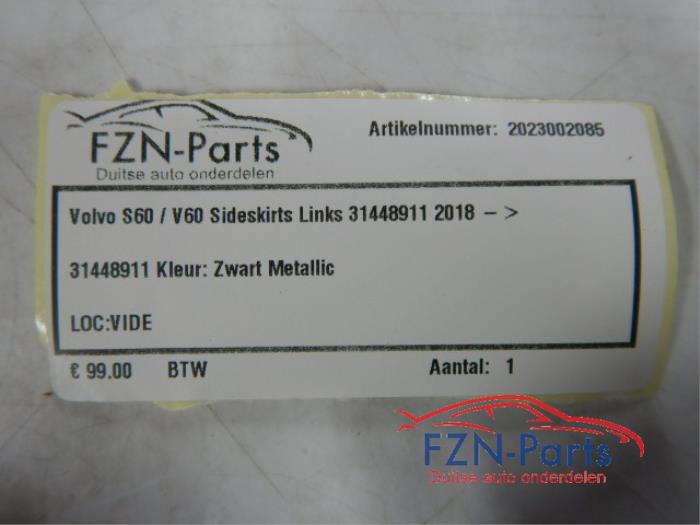 FZN-Parts
Duitse auto onderdelen
Artikelnummer: 2023002085
Volvo S60 / V60 Sideskirts Links 31448911 2018 – >
31448911 Kleur: Zwart Metallic
LOC:VIDE
€ 99.00 BTW Aantal: 1
FZN-Parts
Duitse auto onderdelen